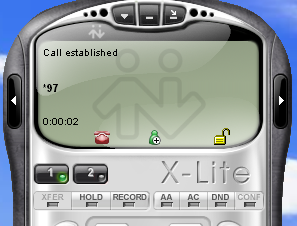 Call established
*97
0:00:02
1 2 X-Lite
XFER HOLD RECORD AA AC DND CONF